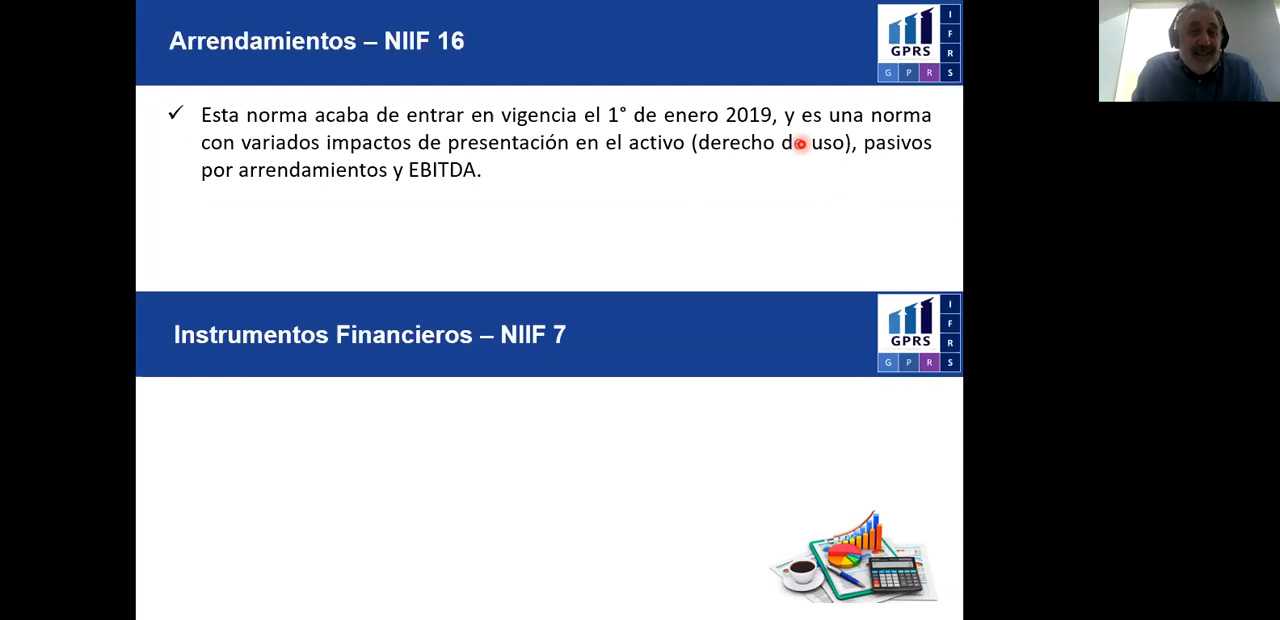 Arrendamientos – NIIF 16
GPRS
I
F
R
G P R S
✓ Esta norma acaba de entrar en vigencia el 1° de enero 2019, y es una norma
con variados impactos de presentación en el activo (derecho de uso), pasivos
por arrendamientos y EBITDA.
Instrumentos Financieros – NIIF 7
GPRS
I
F
R
G P R S